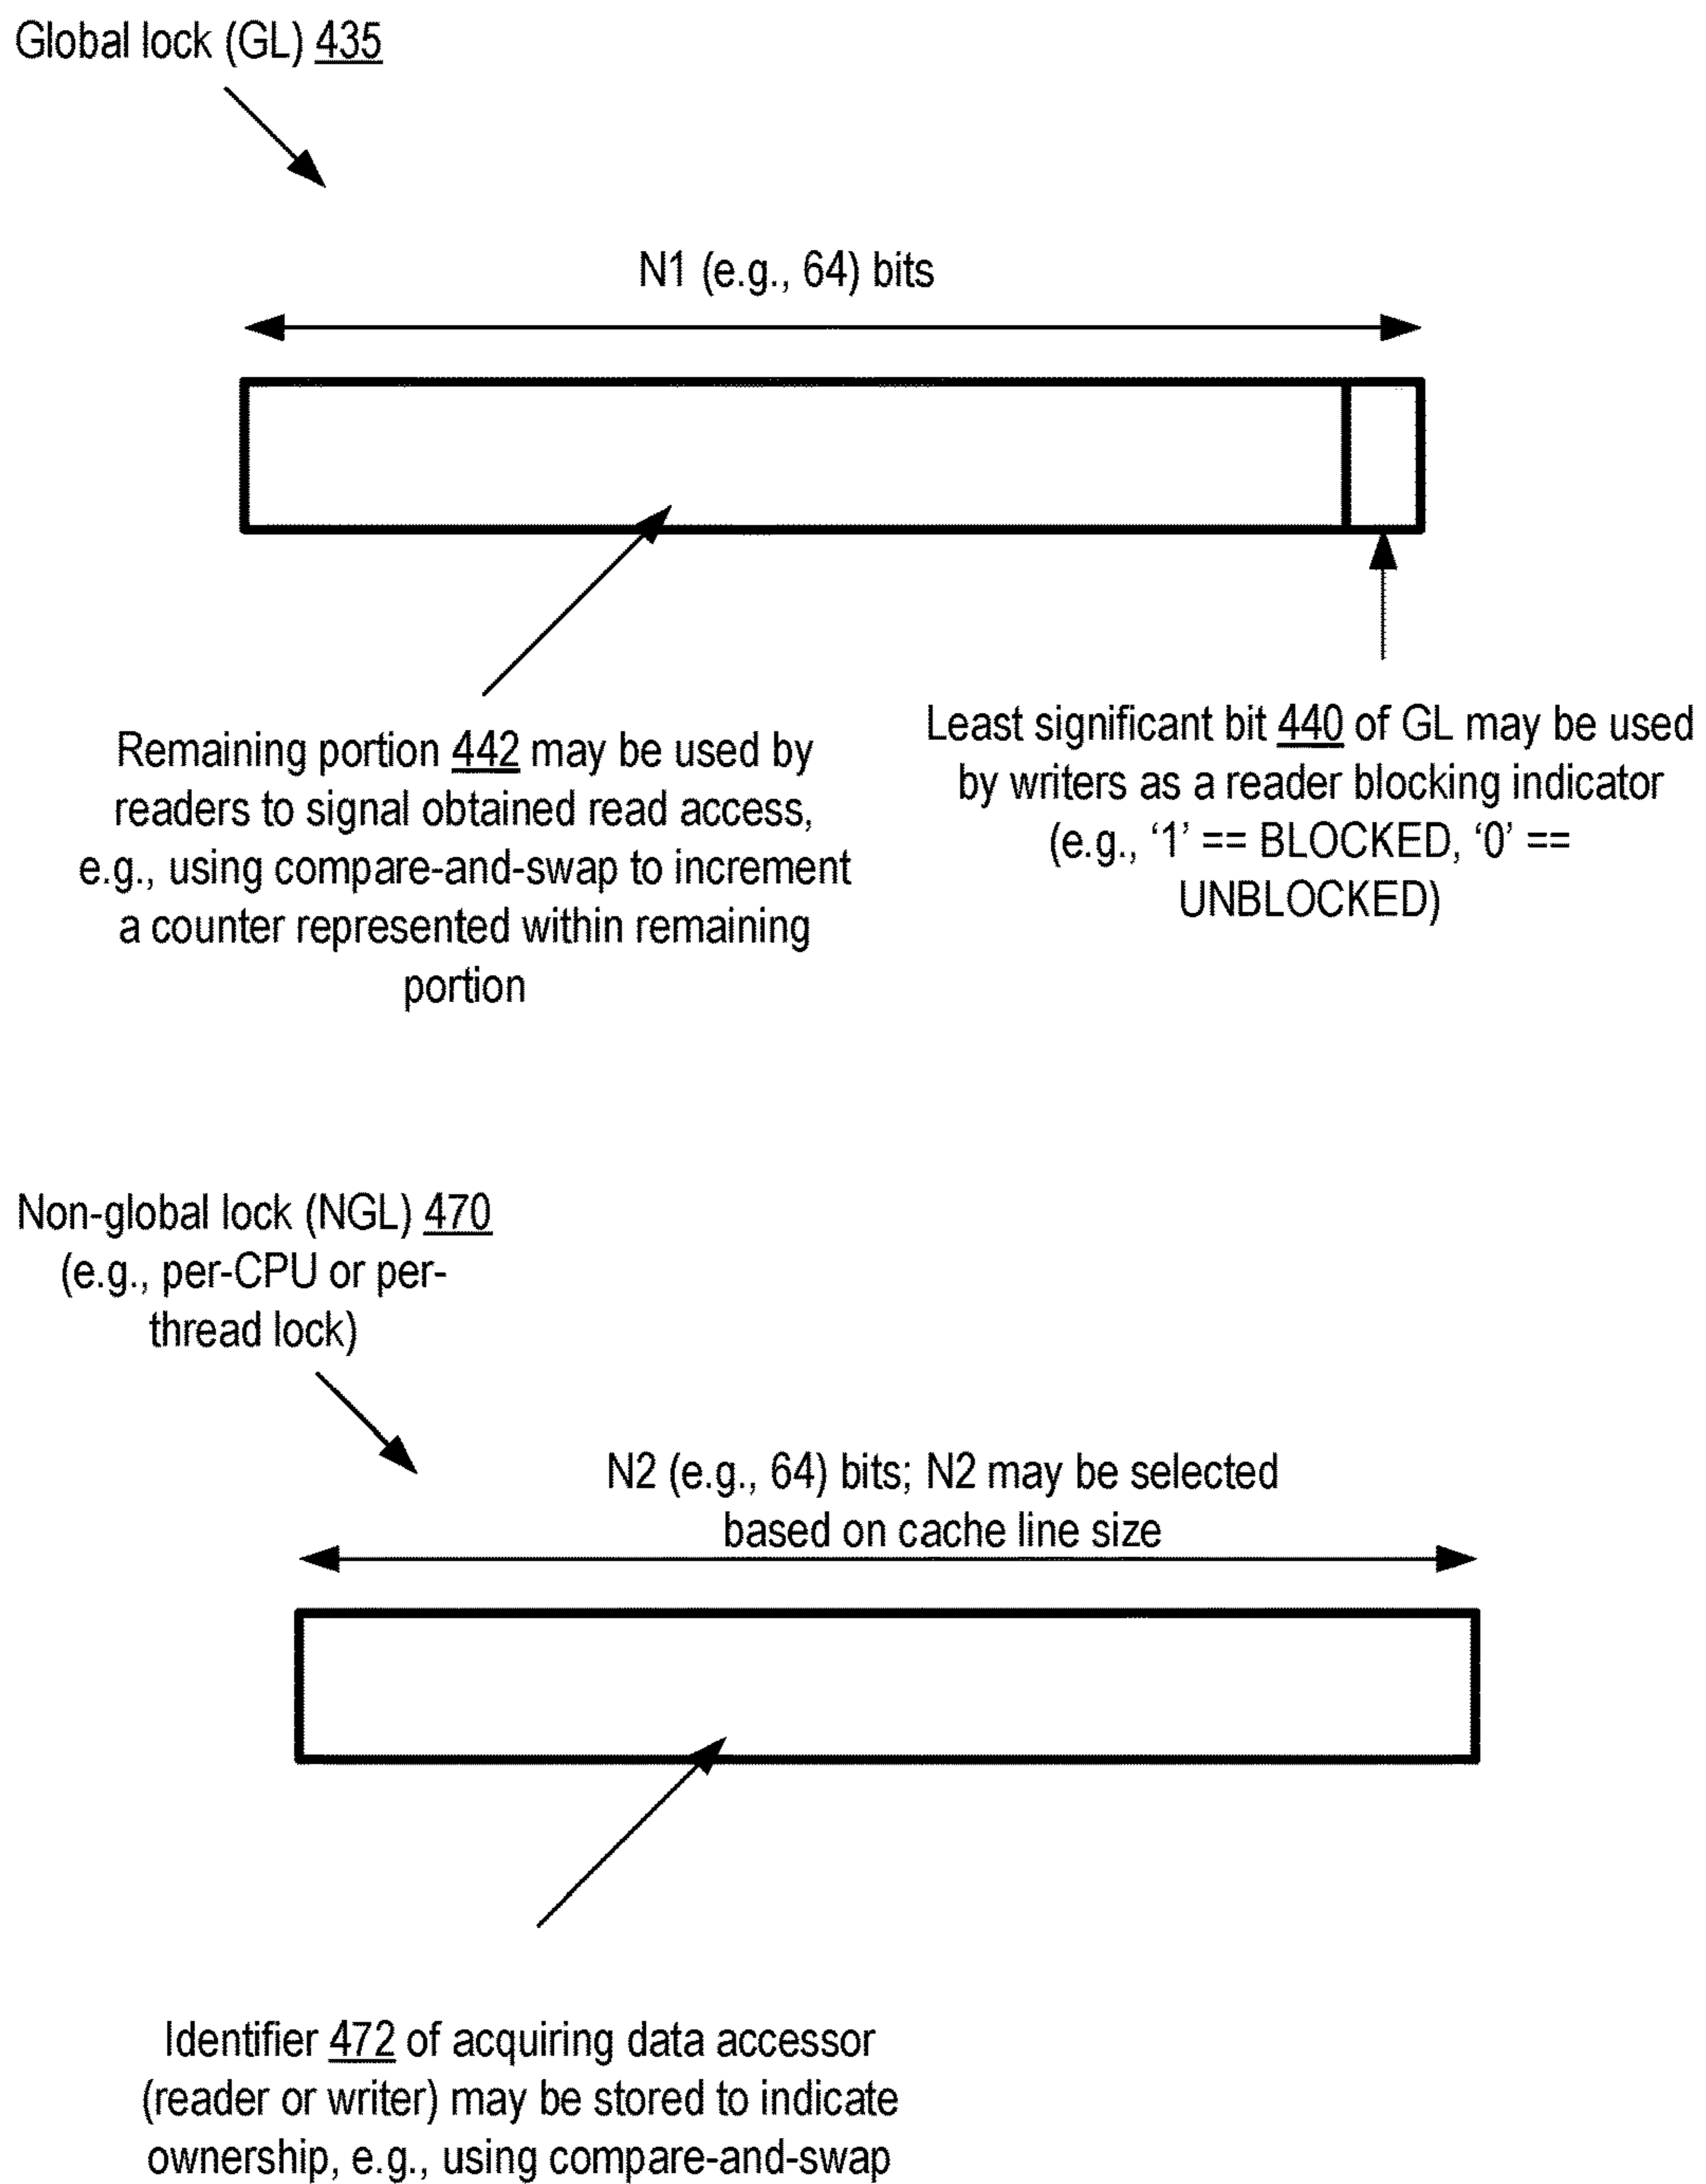 Global lock (GL) 435
N1 (e.g., 64) bits
Remaining portion 442 may be used by
readers to signal obtained read access,
e.g., using compare-and-swap to increment
a counter represented within remaining
portion
Least significant bit 440 of GL may be used
by writers as a reader blocking indicator
(e.g., ‘1’ == BLOCKED, ‘0’ ==
UNBLOCKED)
Non-global lock (NGL) 470
(e.g., per-CPU or per-
thread lock)
N2 (e.g., 64) bits; N2 may be selected
based on cache line size
Identifier 472 of acquiring data accessor
(reader or writer) may be stored to indicate
ownership, e.g., using compare-and-swap